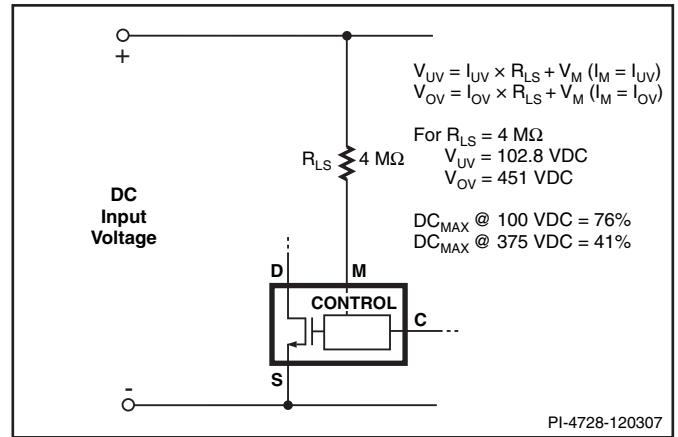 +
V_UV = I_UV × R_LS + V_M (I_M = I_UV)
V_OV = I_OV × R_LS + V_M (I_M = I_OV)
For R_LS = 4 MΩ
V_UV = 102.8 VDC
V_OV = 451 VDC
DC_MAX @ 100 VDC = 76%
DC_MAX @ 375 VDC = 41%
R_LS 4 MΩ
DC
Input
Voltage
D M
CONTROL
C
S
-
PI-4728-120307